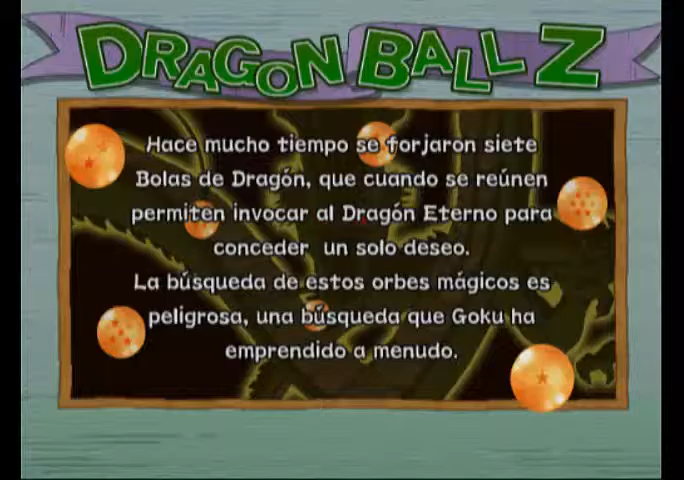 DRAGON BALL Z
Hace mucho tiempo se forjaron siete
Bolas de Dragón, que cuando se reúnen
permiten invocar al Dragón Eterno para
conceder un solo deseo.
La búsqueda de estos orbes mágicos es
peligrosa, una búsqueda que Goku ha
emprendido a menudo.